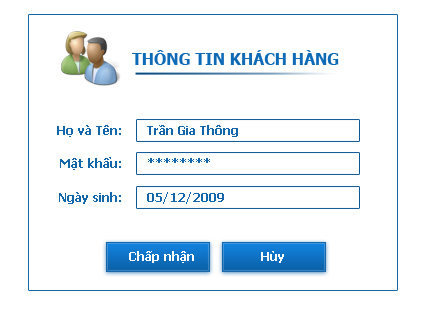 THÔNG TIN KHÁCH HÀNG
Họ và Tên: Trần Gia Thông
Mật khẩu: ********
Ngày sinh: 05/12/2009
Chấp nhận Hủy